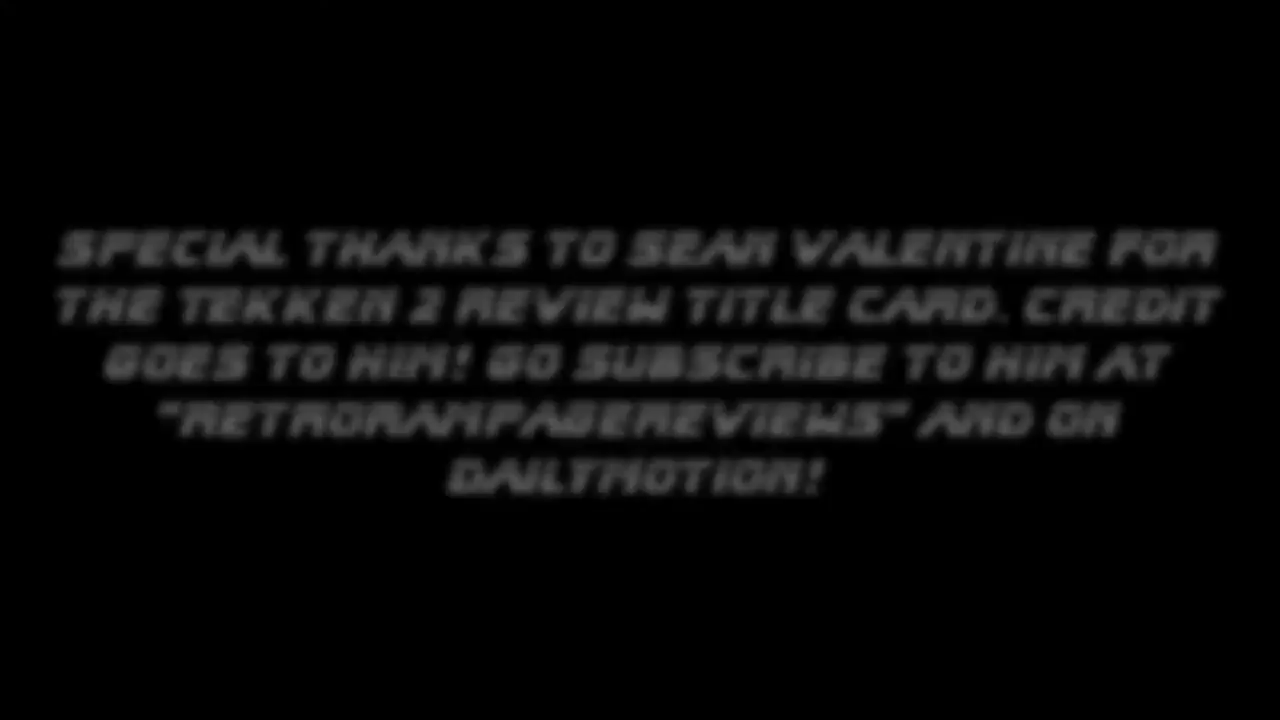 SPECIAL THANKS TO SEAN VALENTINE FOR
THE TEKKEN 2 REVIEW TITLE CARD. CREDIT
GOES TO HIM! GO SUBSCRIBE TO HIM AT
"RETRORAMPAGEREVIEWS" AND ON
DAILYMOTION!